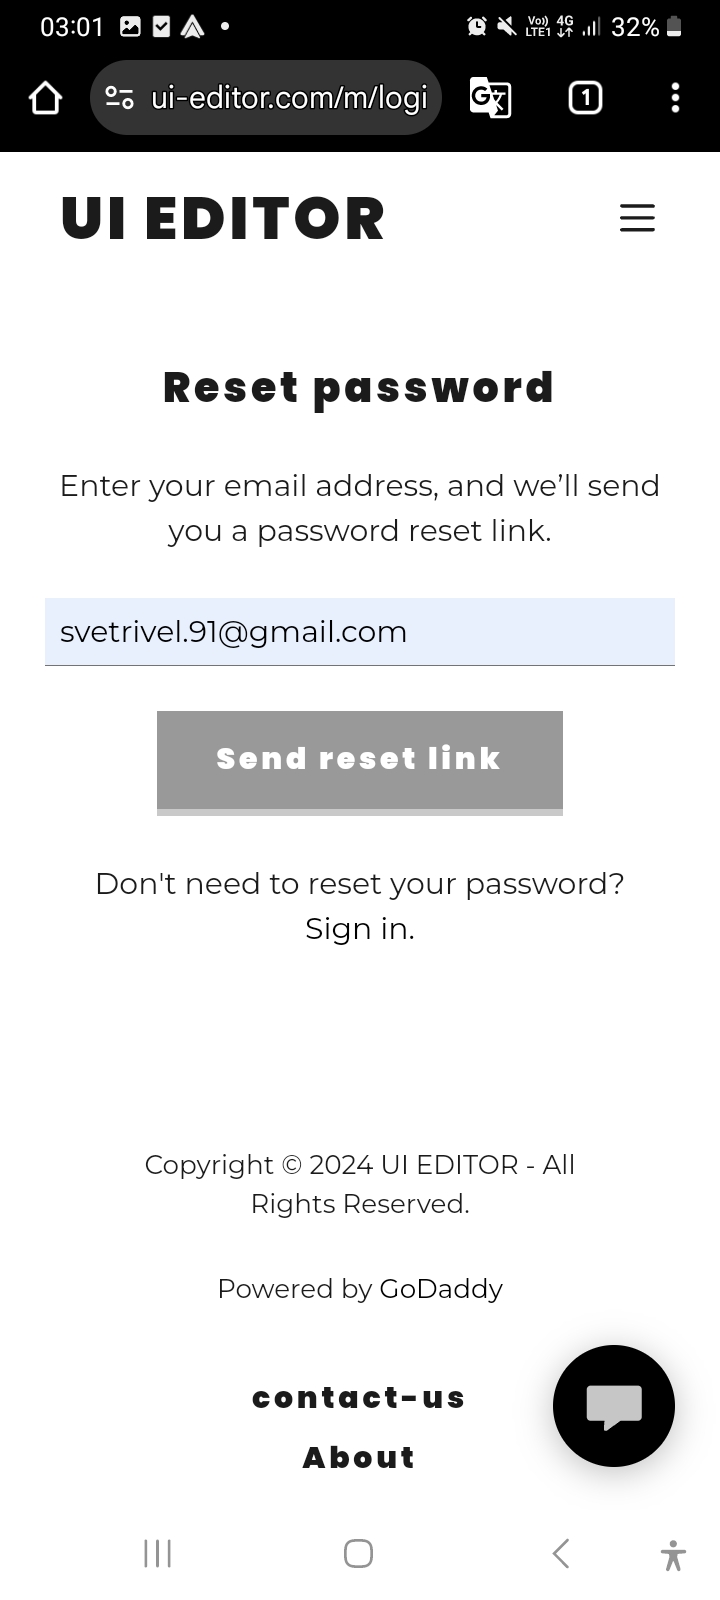 03:01 Vo)) LTE1 4G 32%
ui-editor.com/m/logi 1
UI EDITOR
Reset password
Enter your email address, and we’ll send
you a password reset link.
svetrivel.91@gmail.com
Send reset link
Don't need to reset your password?
Sign in.
Copyright © 2024 UI EDITOR - All
Rights Reserved.
Powered by GoDaddy
contact-us
About